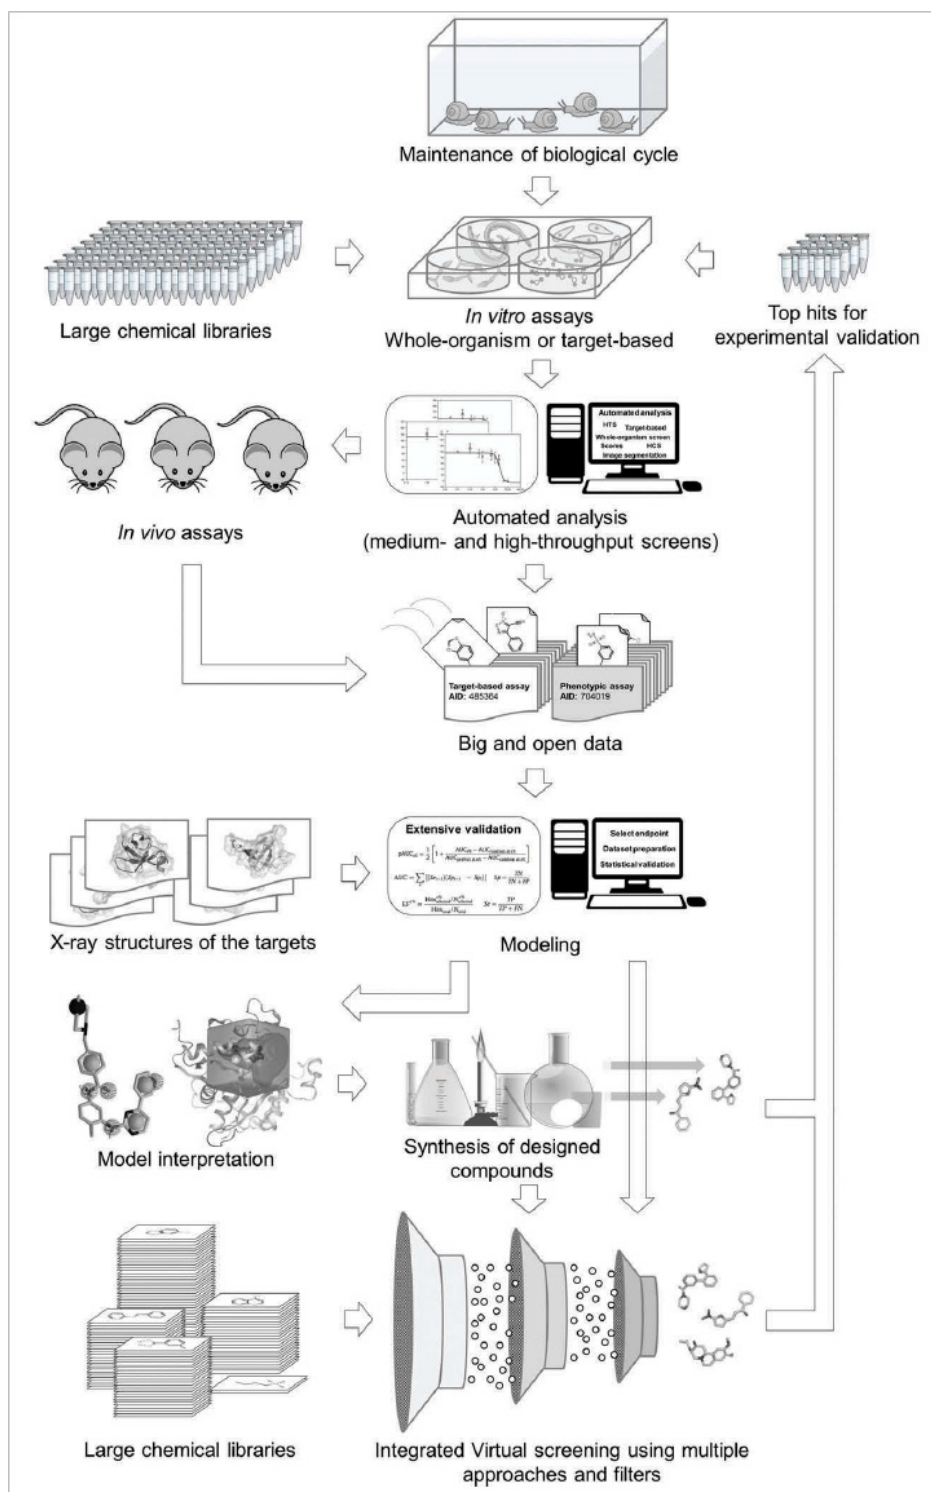 Maintenance of biological cycle
Large chemical libraries
In vitro assays
Whole-organism or target-based
Top hits for
experimental validation
Automated analysis
HTS
Target-based
Whole-organism screen
Scores
HCS
Image segmentation
In vivo assays
Automated analysis
(medium- and high-throughput screens)
Target-based assay
AID: 485364
Phenotypic assay
AID: 704019
Big and open data
Extensive validation
Select endpoint
Dataset preparation
Statistical validation
X-ray structures of the targets
Modeling
Model interpretation
Synthesis of designed
compounds
Large chemical libraries
Integrated Virtual screening using multiple
approaches and filters